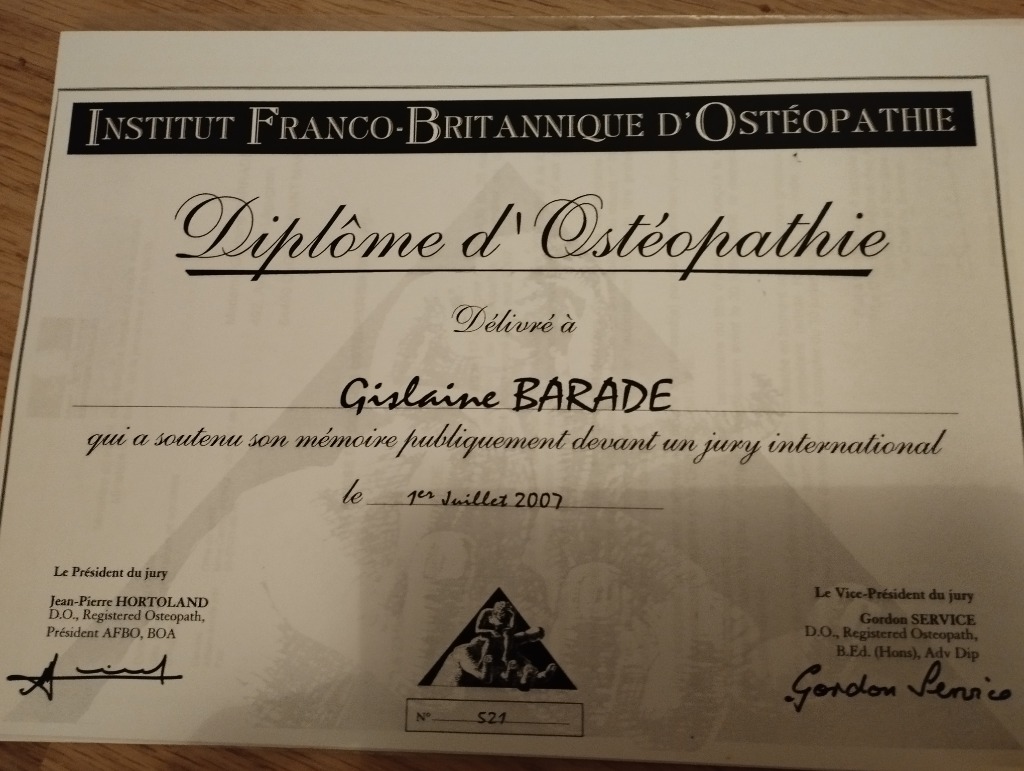 INSTITUT FRANCO-BRITANNIQUE D'OSTÉOPATHIE
Diplôme d'Ostéopathie
Délivré à
Gislaine BARADE
qui a soutenu son mémoire publiquement devant un jury international
le 1er Juillet 2007
Le Président du jury
Jean-Pierre HORTOLAND
D.O., Registered Osteopath,
Président AFBO, BOA
Le Vice-Président du jury
Gordon SERVICE
D.O., Registered Osteopath,
B.Ed. (Hons), Adv Dip
Gordon Service
N° 521